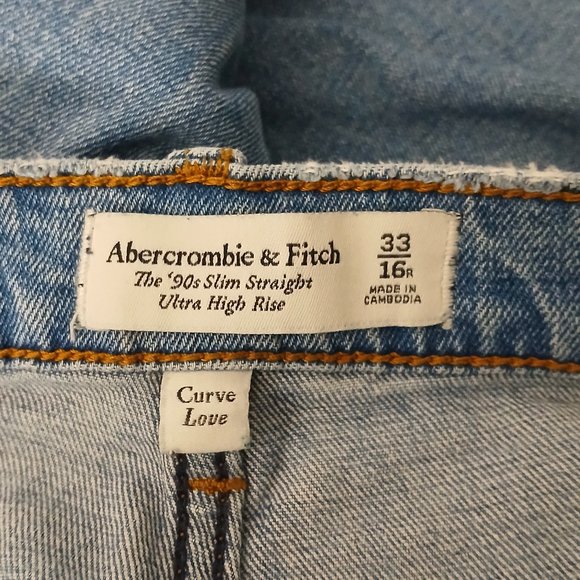 Abercrombie & Fitch
The '90s Slim Straight
Ultra High Rise
33
16R
MADE IN
CAMBODIA
Curve
Love